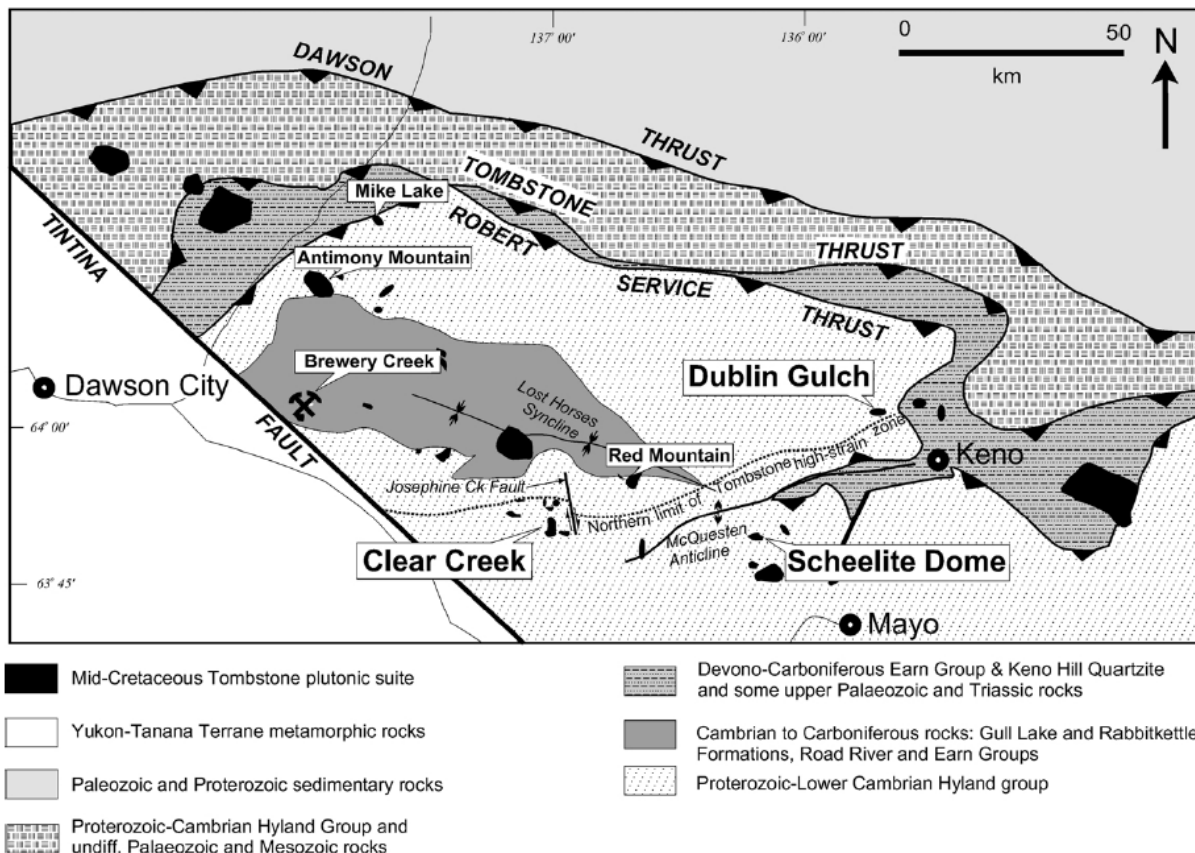 137° 00'
136° 00'
0
50
km
N
DAWSON
THRUST
TOMBSTONE
THRUST
Mike Lake
ROBERT
SERVICE
THRUST
TINTINA
FAULT
Antimony Mountain
Brewery Creek
Dawson City
64° 00'
Lost Horses
Syncline
Dublin Gulch
Red Mountain
Keno
Josephine Ck Fault
Northern limit of Tombstone high-strain zone
McQuesten
Anticline
Clear Creek
Scheelite Dome
63° 45'
Mayo
Mid-Cretaceous Tombstone plutonic suite
Yukon-Tanana Terrane metamorphic rocks
Paleozoic and Proterozoic sedimentary rocks
Proterozoic-Cambrian Hyland Group and
undiff. Palaeozoic and Mesozoic rocks
Devono-Carboniferous Earn Group & Keno Hill Quartzite
and some upper Palaeozoic and Triassic rocks
Cambrian to Carboniferous rocks: Gull Lake and Rabbitkettle
Formations, Road River and Earn Groups
Proterozoic-Lower Cambrian Hyland group